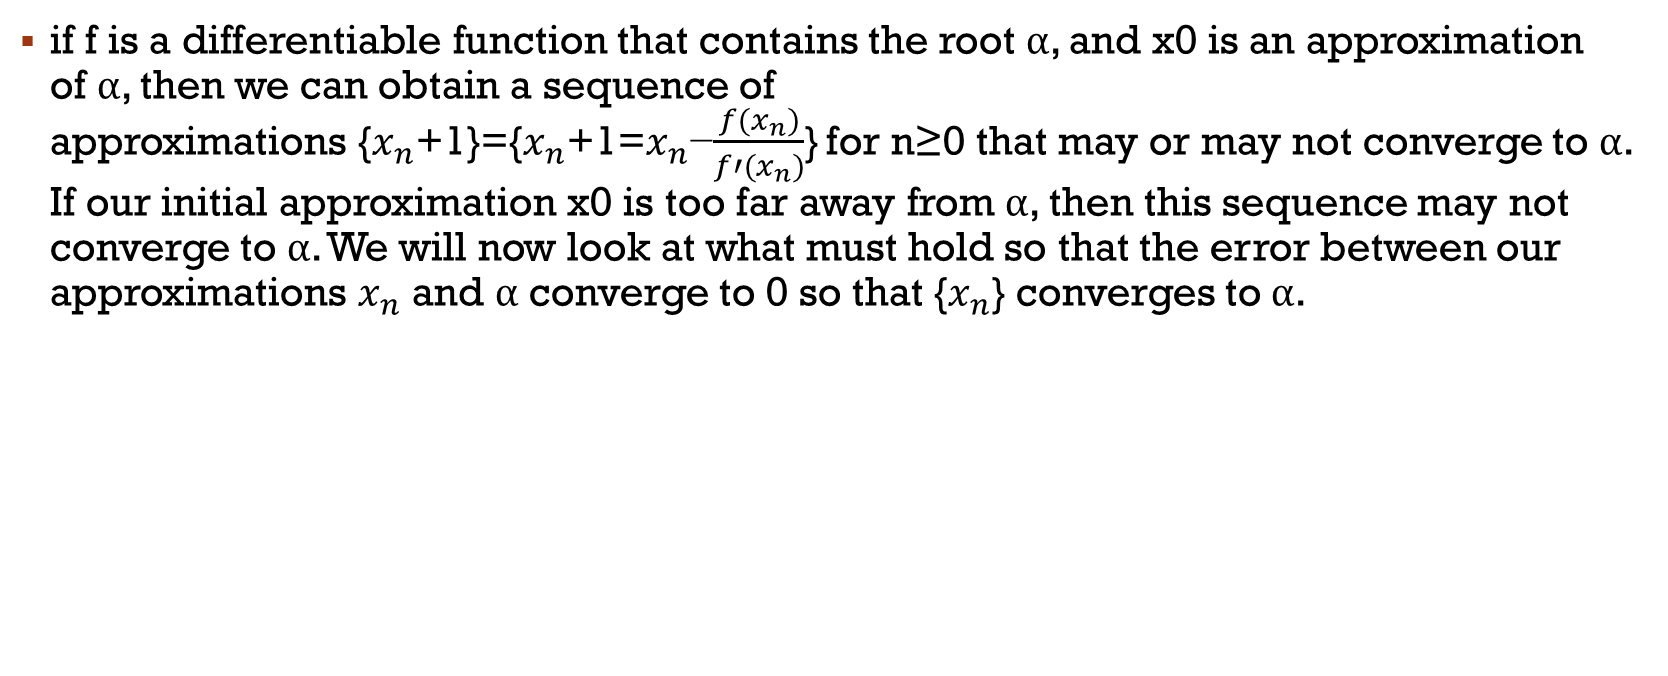 ▪ if f is a differentiable function that contains the root α, and x0 is an approximation
of α, then we can obtain a sequence of
approximations {𝑥ₙ+1}={𝑥ₙ+1=𝑥ₙ−𝑓(𝑥ₙ)/𝑓′(𝑥ₙ)} for n≥0 that may or may not converge to α.
If our initial approximation x0 is too far away from α, then this sequence may not
converge to α. We will now look at what must hold so that the error between our
approximations 𝑥ₙ and α converge to 0 so that {𝑥ₙ} converges to α.